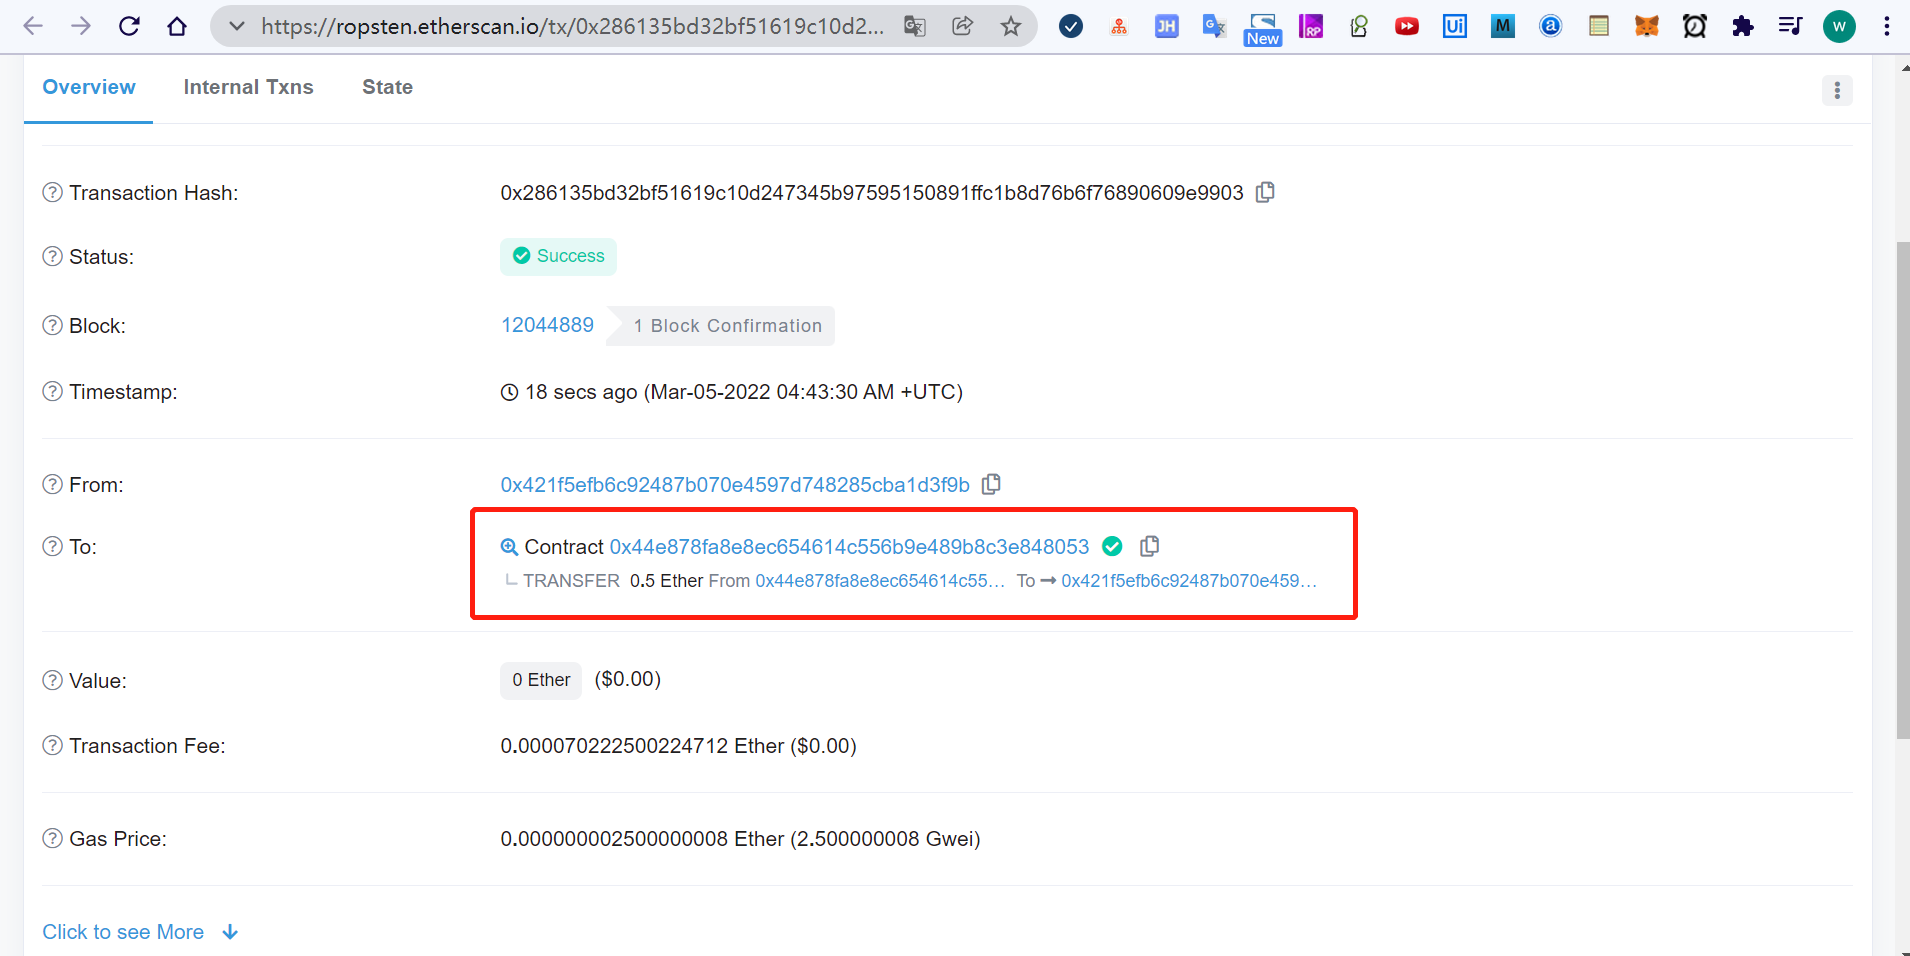 https://ropsten.etherscan.io/tx/0x286135bd32bf51619c10d2...
JH
New
RP
Uj
M
a
W
Overview Internal Txns State
Transaction Hash: 0x286135bd32bf51619c10d247345b97595150891ffc1b8d76b6f76890609e9903
Status: Success
Block: 12044889 1 Block Confirmation
Timestamp: 18 secs ago (Mar-05-2022 04:43:30 AM +UTC)
From: 0x421f5efb6c92487b070e4597d748285cba1d3f9b
To: Contract 0x44e878fa8e8ec654614c556b9e489b8c3e848053
TRANSFER 0.5 Ether From 0x44e878fa8e8ec654614c55... To → 0x421f5efb6c92487b070e459...
Value: 0 Ether ($0.00)
Transaction Fee: 0.000070222500224712 Ether ($0.00)
Gas Price: 0.000000002500000008 Ether (2.500000008 Gwei)
Click to see More